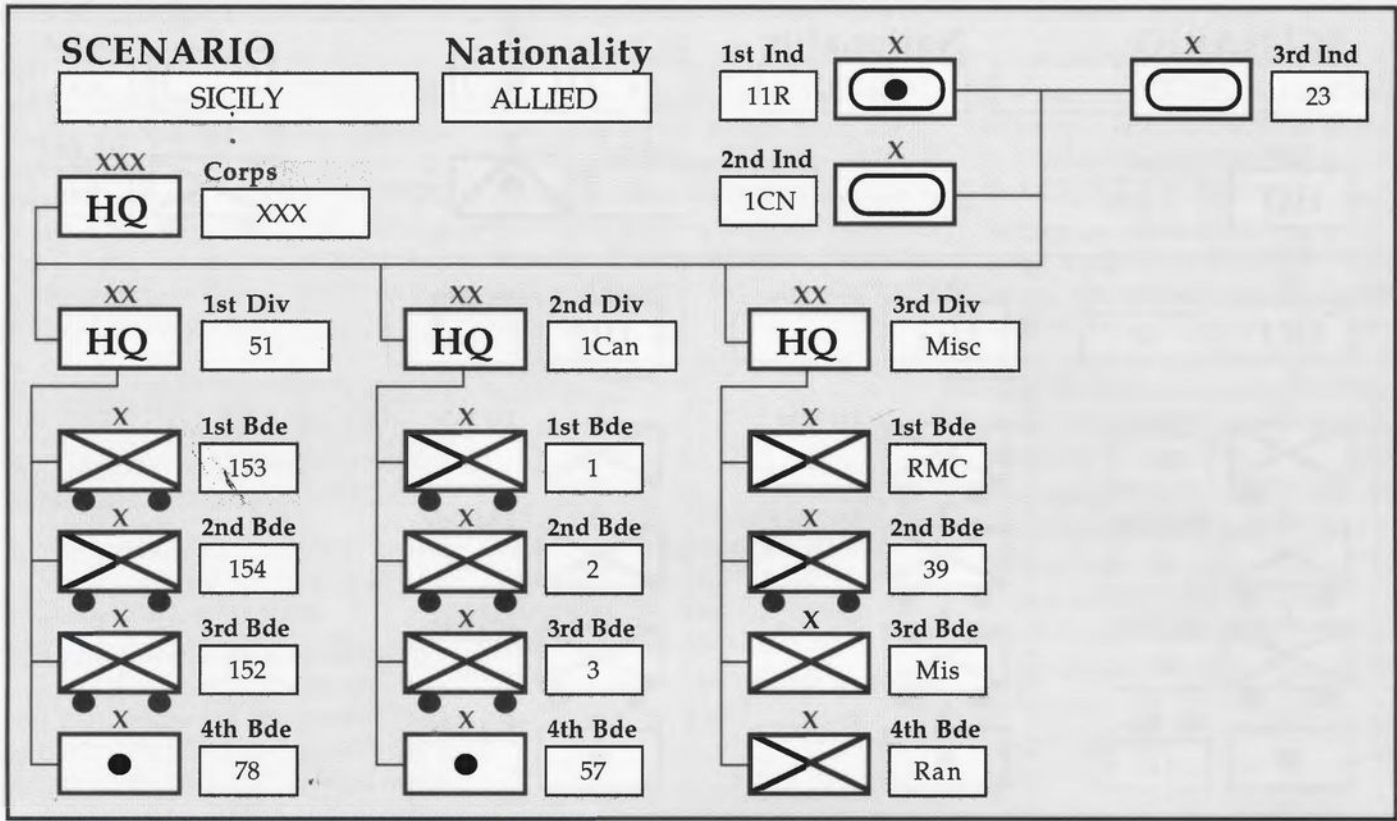 SCENARIO
SICILY
Nationality
ALLIED
1st Ind
11R
X
X
3rd Ind
23
2nd Ind
1CN
X
XXX
HQ
Corps
XXX
XX
HQ
1st Div
51
XX
HQ
2nd Div
1Can
XX
HQ
3rd Div
Misc
X
1st Bde
153
X
1st Bde
1
X
1st Bde
RMC
X
2nd Bde
154
X
2nd Bde
2
X
2nd Bde
39
X
3rd Bde
152
X
3rd Bde
3
X
3rd Bde
Mis
X
4th Bde
78
X
4th Bde
57
X
4th Bde
Ran